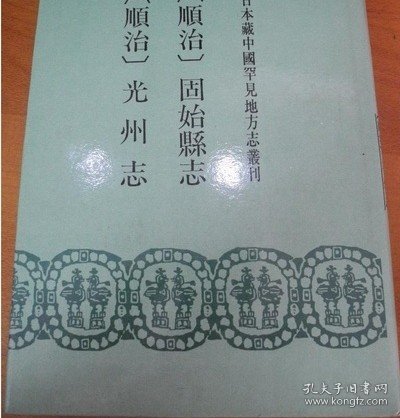 日本藏中國罕見地方志叢刊
〔順治〕固始縣志
〔順治〕光州志
孔夫子旧书网
www.kongfz.com